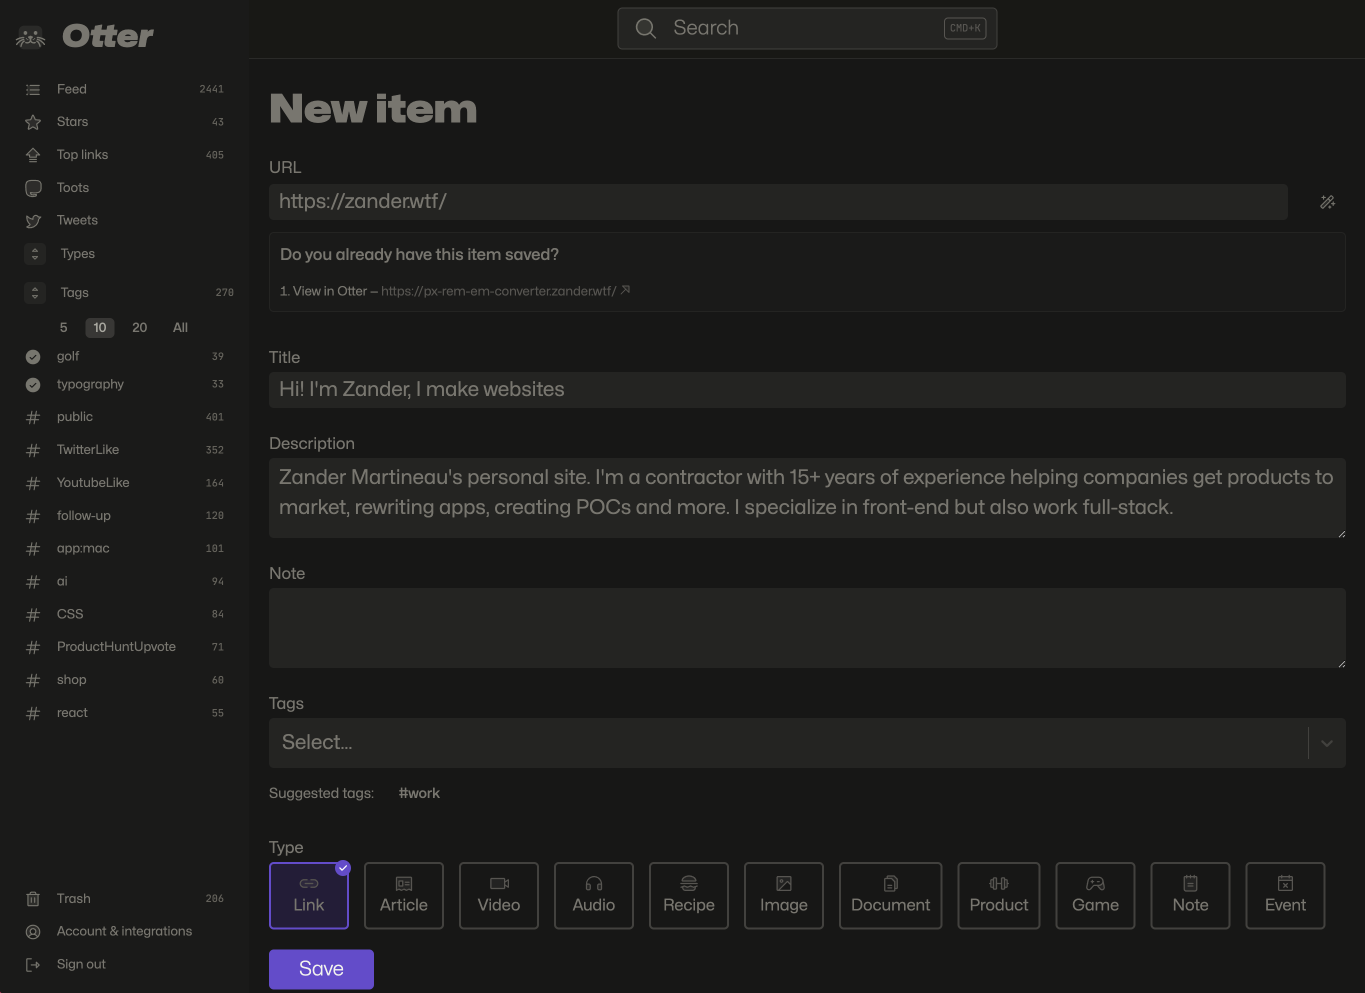 Otter
Search
CMD+K
Feed 2441
Stars 43
Top links 405
Toots
Tweets
Types
Tags 270
5 10 20 All
golf 39
typography 33
public 401
TwitterLike 352
YoutubeLike 164
follow-up 120
app:mac 101
ai 94
CSS 84
ProductHuntUpvote 71
shop 60
react 55
Trash 206
Account & integrations
Sign out
New item
URL
https://zander.wtf/
Do you already have this item saved?
1. View in Otter – https://px-rem-em-converter.zander.wtf/
Title
Hi! I'm Zander, I make websites
Description
Zander Martineau's personal site. I'm a contractor with 15+ years of experience helping companies get products to
market, rewriting apps, creating POCs and more. I specialize in front-end but also work full-stack.
Note
Tags
Select...
Suggested tags: #work
Type
Link Article Video Audio Recipe Image Document Product Game Note Event
Save